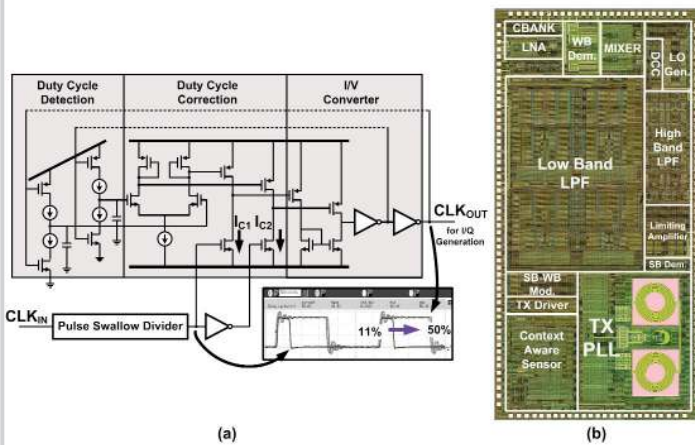 Duty Cycle
Detection
Duty Cycle
Correction
I/V
Converter
I_C1 I_C2
CLK_OUT
for I/Q
Generation
CLK_IN
Pulse Swallow Divider
11%
50%
(a)
CBANK
LNA
WB
Dem.
MIXER
DCC
LO
Gen.
Low Band
LPF
High
Band
LPF
Limiting
Amplifier
SB Dem.
SB-WB
Mod.
TX Driver
Context
Aware
Sensor
TX
PLL
(b)